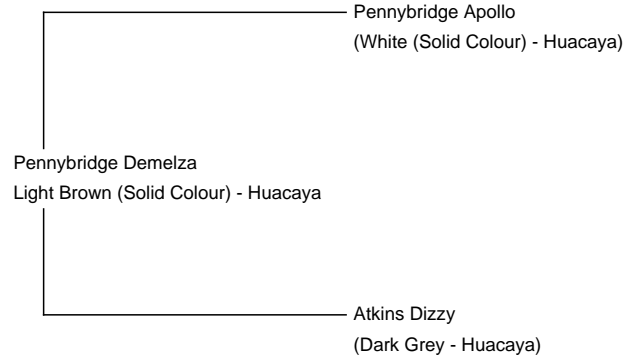 Pennybridge Apollo
(White (Solid Colour) - Huacaya)
Pennybridge Demelza
Light Brown (Solid Colour) - Huacaya
Atkins Dizzy
(Dark Grey - Huacaya)